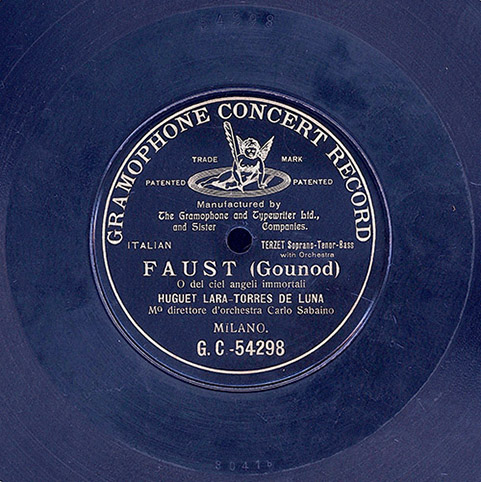 54298
GRAMOPHONE CONCERT RECORD
TRADE MARK
PATENTED PATENTED
Manufactured by
The Gramophone and Typewriter Ltd.,
and Sister Companies.
ITALIAN TERZET Soprano-Tenor-Bass
with Orchestra
FAUST (Gounod)
O del ciel angeli immortali
HUGUET LARA-TORRES DE LUNA
Mº direttore d'orchestra Carlo Sabaino
MILANO.
G. C.-54298